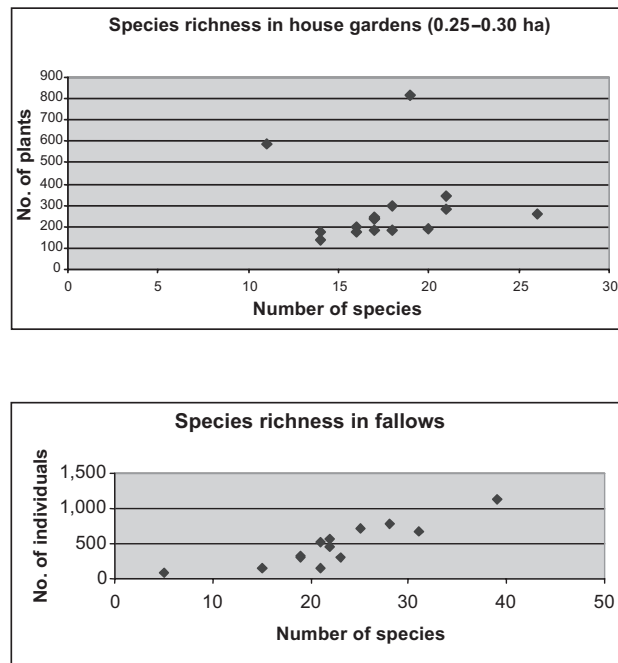 Species richness in house gardens (0.25–0.30 ha)
900
800
700
600
500
400
300
200
100
0
No. of plants
0 5 10 15 20 25 30
Number of species
Species richness in fallows
1,500
1,000
500
0
No. of individuals
0 10 20 30 40 50
Number of species